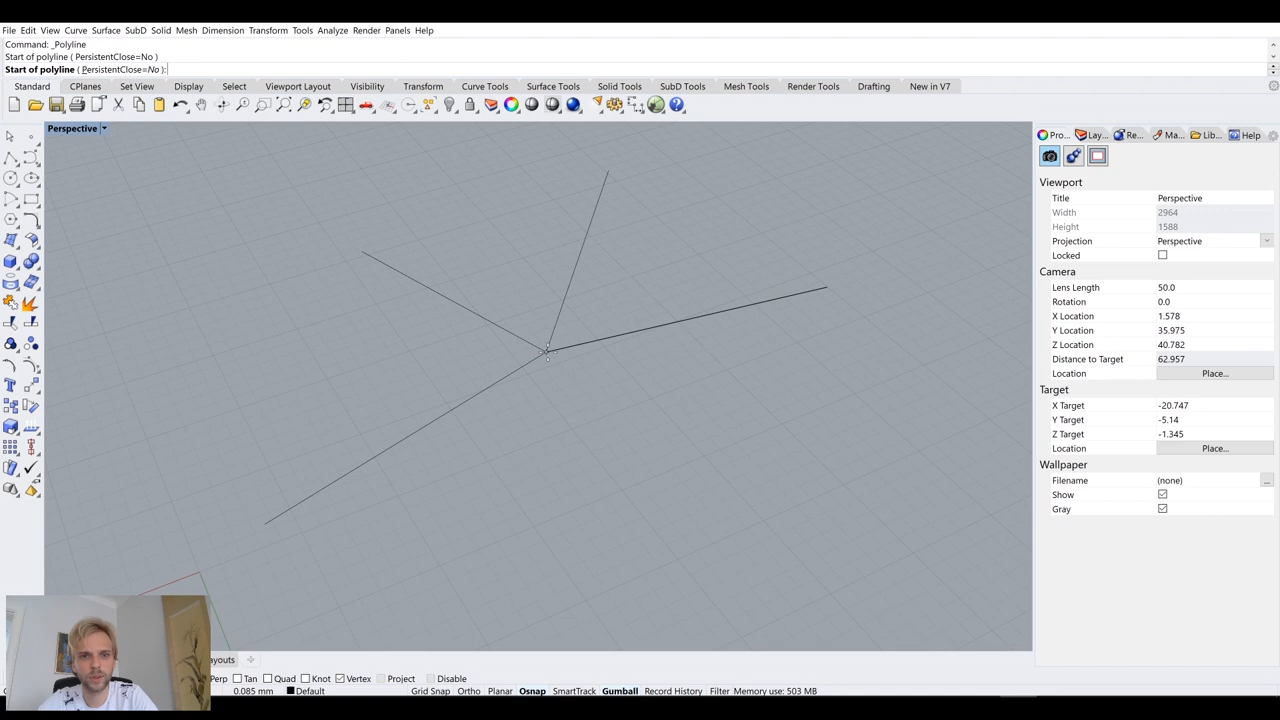 File Edit View Curve Surface SubD Solid Mesh Dimension Transform Tools Analyze Render Panels Help
Command: _Polyline
Start of polyline ( PersistentClose=No )
Start of polyline ( PersistentClose=No ):
Standard CPlanes Set View Display Select Viewport Layout Visibility Transform Curve Tools Surface Tools Solid Tools SubD Tools Mesh Tools Render Tools Drafting New in V7
Perspective
Pro... Lay... Re... Ma... Lib... Help
Viewport
Title Perspective
Width 2964
Height 1588
Projection Perspective
Locked
Camera
Lens Length 50.0
Rotation 0.0
X Location 1.578
Y Location 35.975
Z Location 40.782
Distance to Target 62.957
Location Place...
Target
X Target -20.747
Y Target -5.14
Z Target -1.345
Location Place...
Wallpaper
Filename (none) ...
Show
Gray
ayouts
Perp Tan Quad Knot Vertex Project Disable
0.085 mm Default Grid Snap Ortho Planar Osnap SmartTrack Gumball Record History Filter Memory use: 503 MB